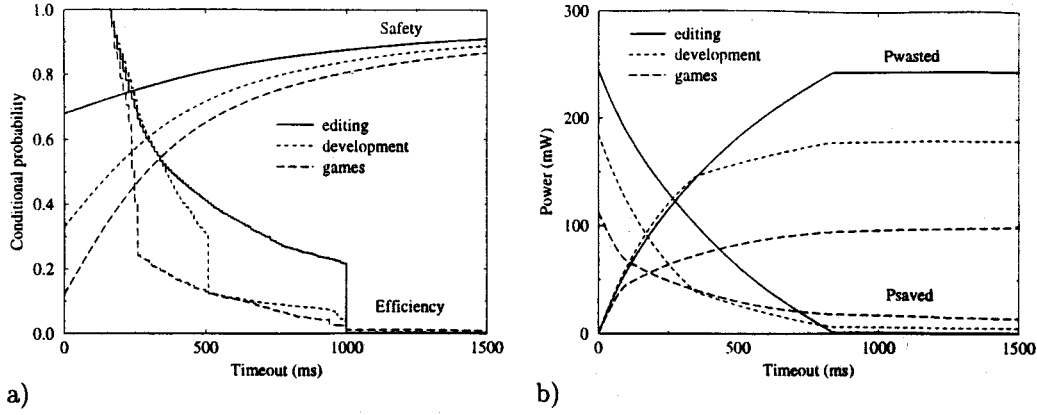 1.0
0.8
0.6
0.4
0.2
0.0
Conditional probability
Safety
editing
development
games
Efficiency
0
500
1000
1500
Timeout (ms)
a)
300
200
100
0
Power (mW)
editing
development
games
Pwasted
Psaved
0
500
1000
1500
Timeout (ms)
b)